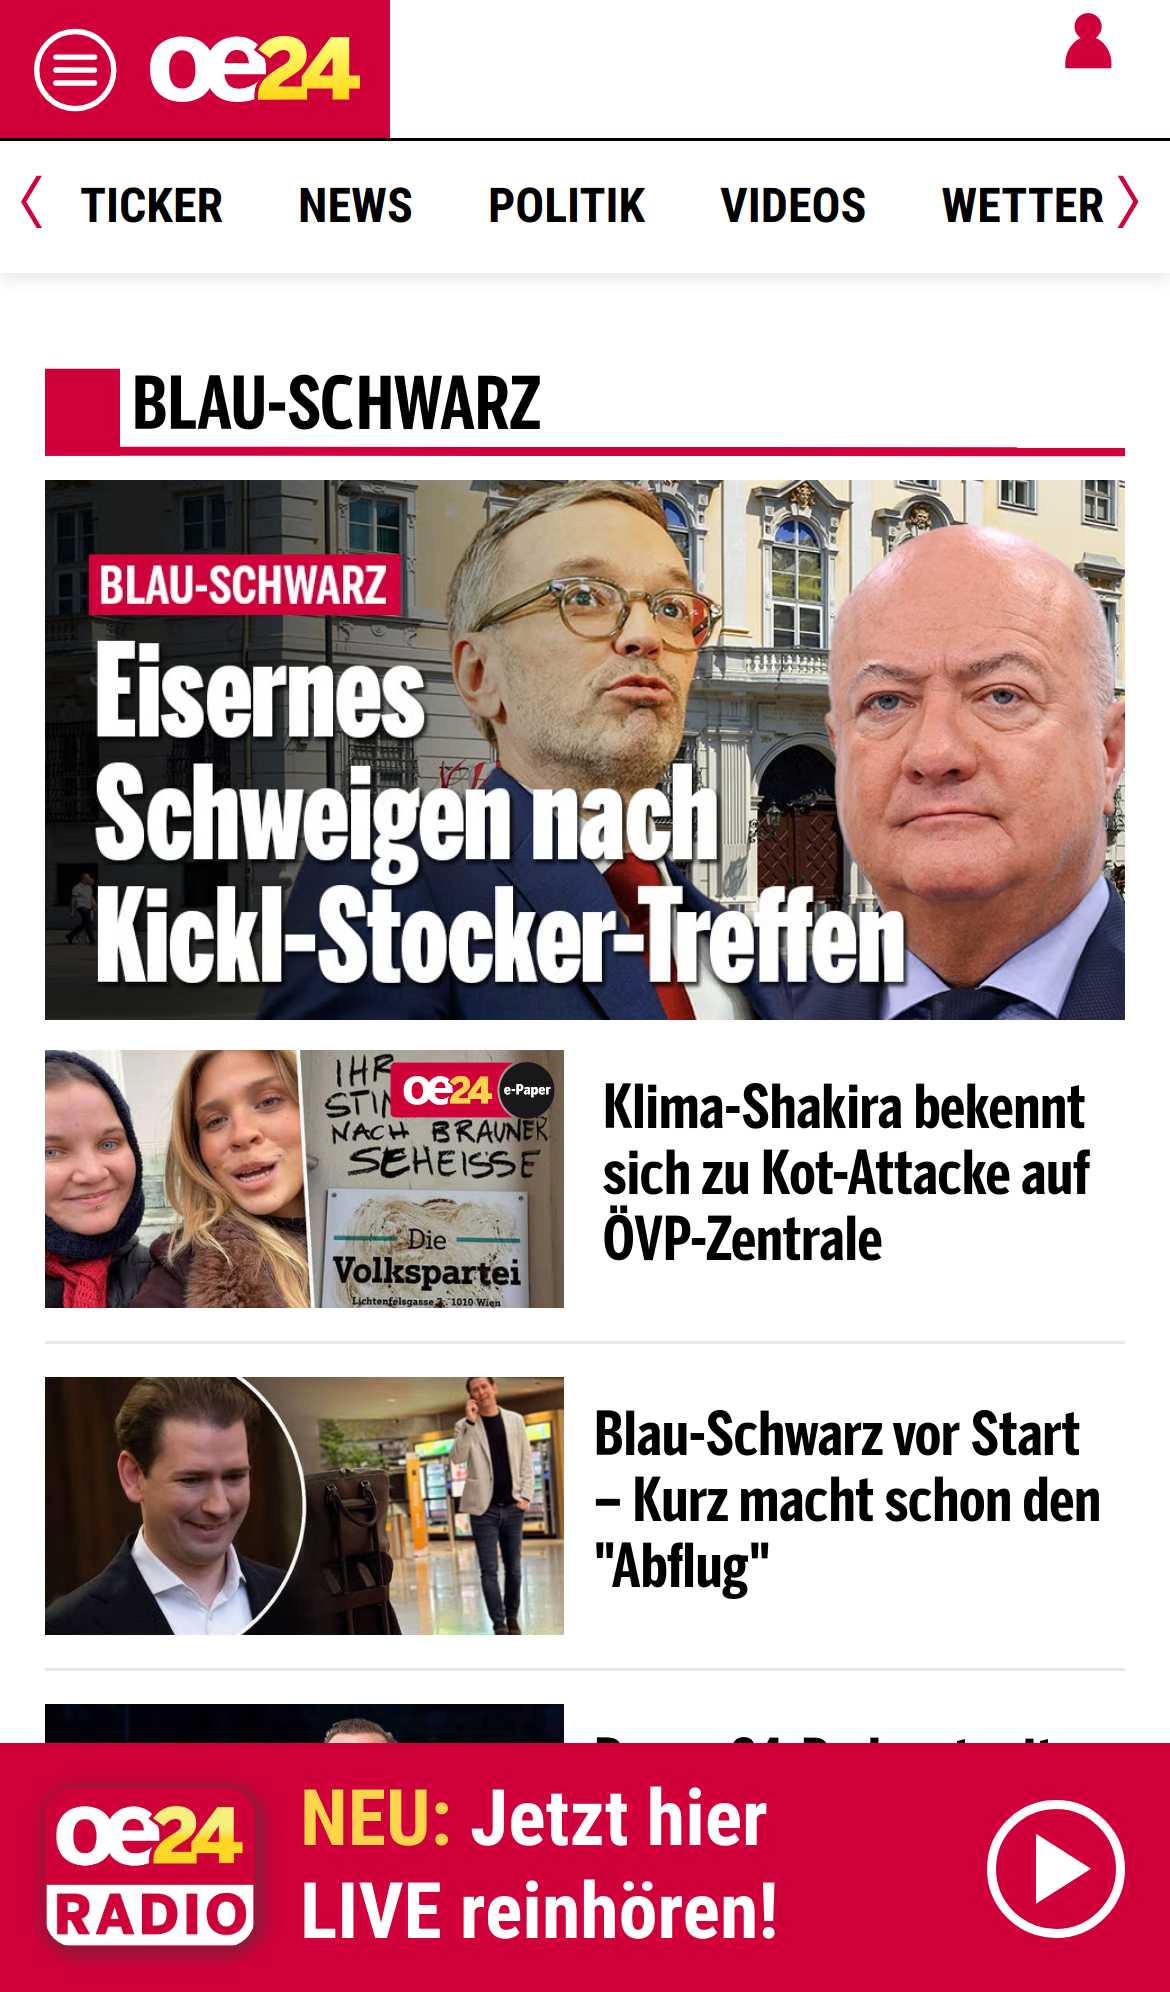 oe24
TICKER NEWS POLITIK VIDEOS WETTER
BLAU-SCHWARZ
BLAU-SCHWARZ
Eisernes
Schweigen nach
Kickl-Stocker-Treffen
IHR
NACH BRAUNER
SCHEISSE
oe24 e-Paper
Die
Volkspartei
Lichtenfelsgasse 7, 1010 Wien
Klima-Shakira bekennt
sich zu Kot-Attacke auf
ÖVP-Zentrale
Blau-Schwarz vor Start
– Kurz macht schon den
"Abflug"
oe24
RADIO
NEU: Jetzt hier
LIVE reinhören!